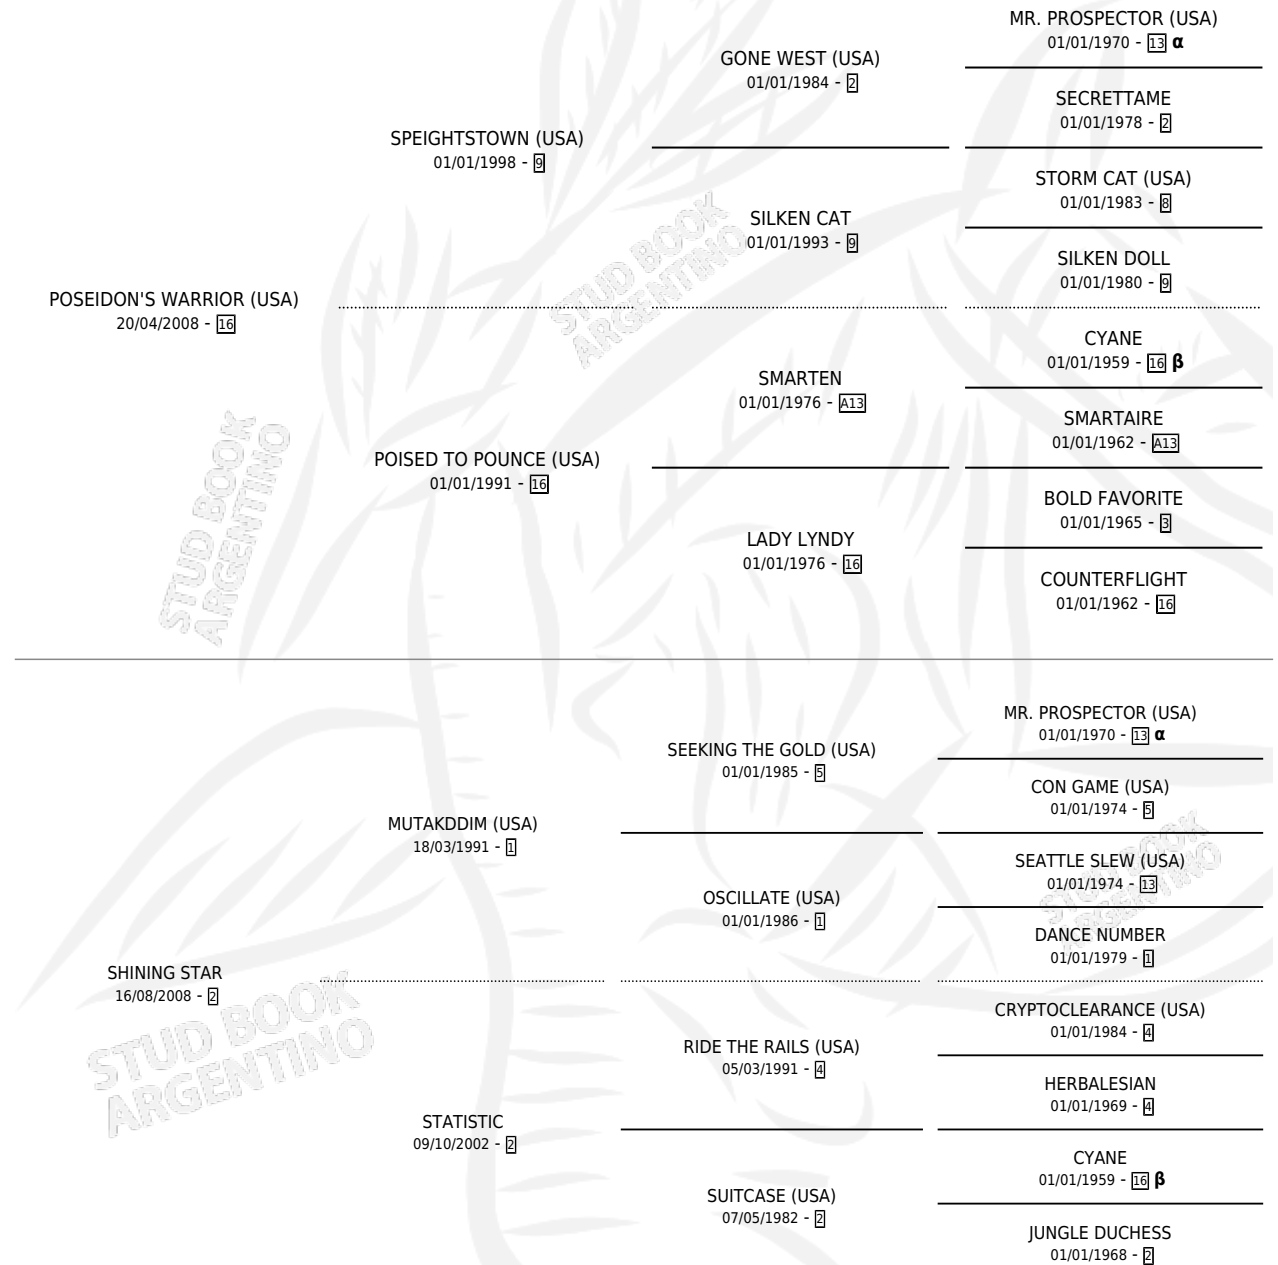 MR. PROSPECTOR (USA)
01/01/1970 - 13 α
GONE WEST (USA)
01/01/1984 - 2
SECRETTAME
01/01/1978 - 2
SPEIGHTSTOWN (USA)
01/01/1998 - 9
STORM CAT (USA)
01/01/1983 - 8
SILKEN CAT
01/01/1993 - 9
SILKEN DOLL
01/01/1980 - 9
POSEIDON'S WARRIOR (USA)
20/04/2008 - 16
CYANE
01/01/1959 - 16 β
SMARTEN
01/01/1976 - A13
SMARTAIRE
01/01/1962 - A13
POISED TO POUNCE (USA)
01/01/1991 - 16
BOLD FAVORITE
01/01/1965 - 3
LADY LYNDY
01/01/1976 - 16
COUNTERFLIGHT
01/01/1962 - 16
MR. PROSPECTOR (USA)
01/01/1970 - 13 α
SEEKING THE GOLD (USA)
01/01/1985 - 5
CON GAME (USA)
01/01/1974 - 5
MUTAKDDIM (USA)
18/03/1991 - 1
SEATTLE SLEW (USA)
01/01/1974 - 13
OSCILLATE (USA)
01/01/1986 - 1
DANCE NUMBER
01/01/1979 - 1
SHINING STAR
16/08/2008 - 2
CRYPTOCLEARANCE (USA)
01/01/1984 - 4
RIDE THE RAILS (USA)
05/03/1991 - 4
HERBALESIAN
01/01/1969 - 4
STATISTIC
09/10/2002 - 2
CYANE
01/01/1959 - 16 β
SUITCASE (USA)
07/05/1982 - 2
JUNGLE DUCHESS
01/01/1968 - 2
STUD BOOK
ARGENTINO
STUD BOOK
ARGENTINO
STUD BOOK
ARGENTINO
STUD BOOK
ARGENTINO